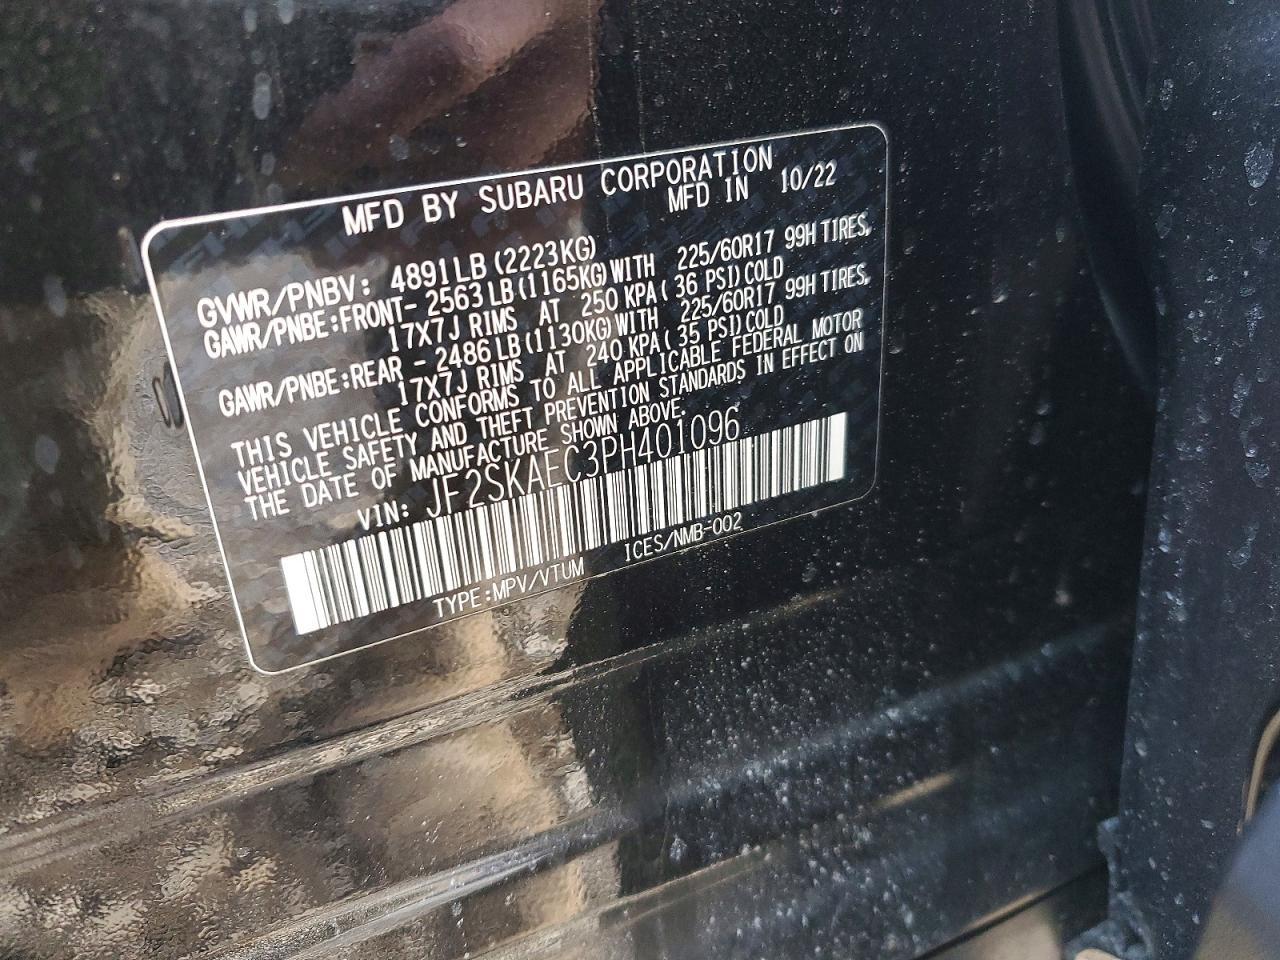 MFD BY SUBARU CORPORATION
MFD IN 10/22
GVWR/PNBV: 4891LB(2223KG)
GAWR/PNBE:FRONT-2563LB(1165KG)WITH 225/60R17 99H TIRES,
17X7J RIMS AT 250 KPA( 36 PSI)COLD
GAWR/PNBE:REAR -2486LB(1130KG)WITH 225/60R17 99H TIRES,
17X7J RIMS AT 240 KPA( 35 PSI)COLD
THIS VEHICLE CONFORMS TO ALL APPLICABLE FEDERAL MOTOR
VEHICLE SAFETY AND THEFT PREVENTION STANDARDS IN EFFECT ON
THE DATE OF MANUFACTURE SHOWN ABOVE.
VIN: JF2SKAEC3PH401096
TYPE:MPV/VTUM ICES/NMB-002